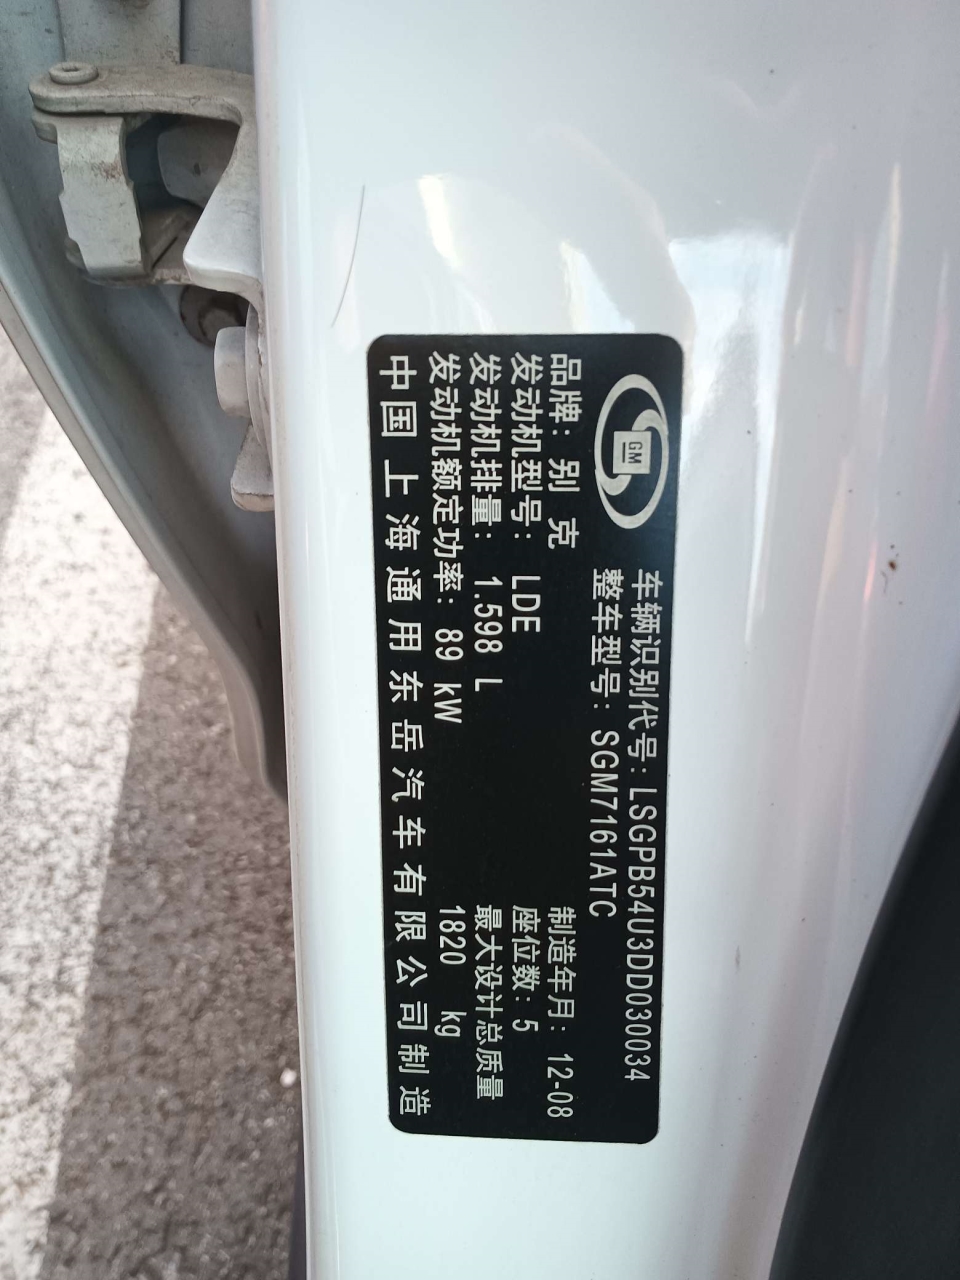 GM
车辆识别代号: LSGPB54U3DD030034
整车型号: SGM7161ATC
品牌: 别 克
制造年月: 12-08
发动机型号: LDE
座位数: 5
发动机排量: 1.598 L
最大设计总质量
发动机额定功率: 89 kW
1820 kg
中国上海通用东岳汽车有限公司制造